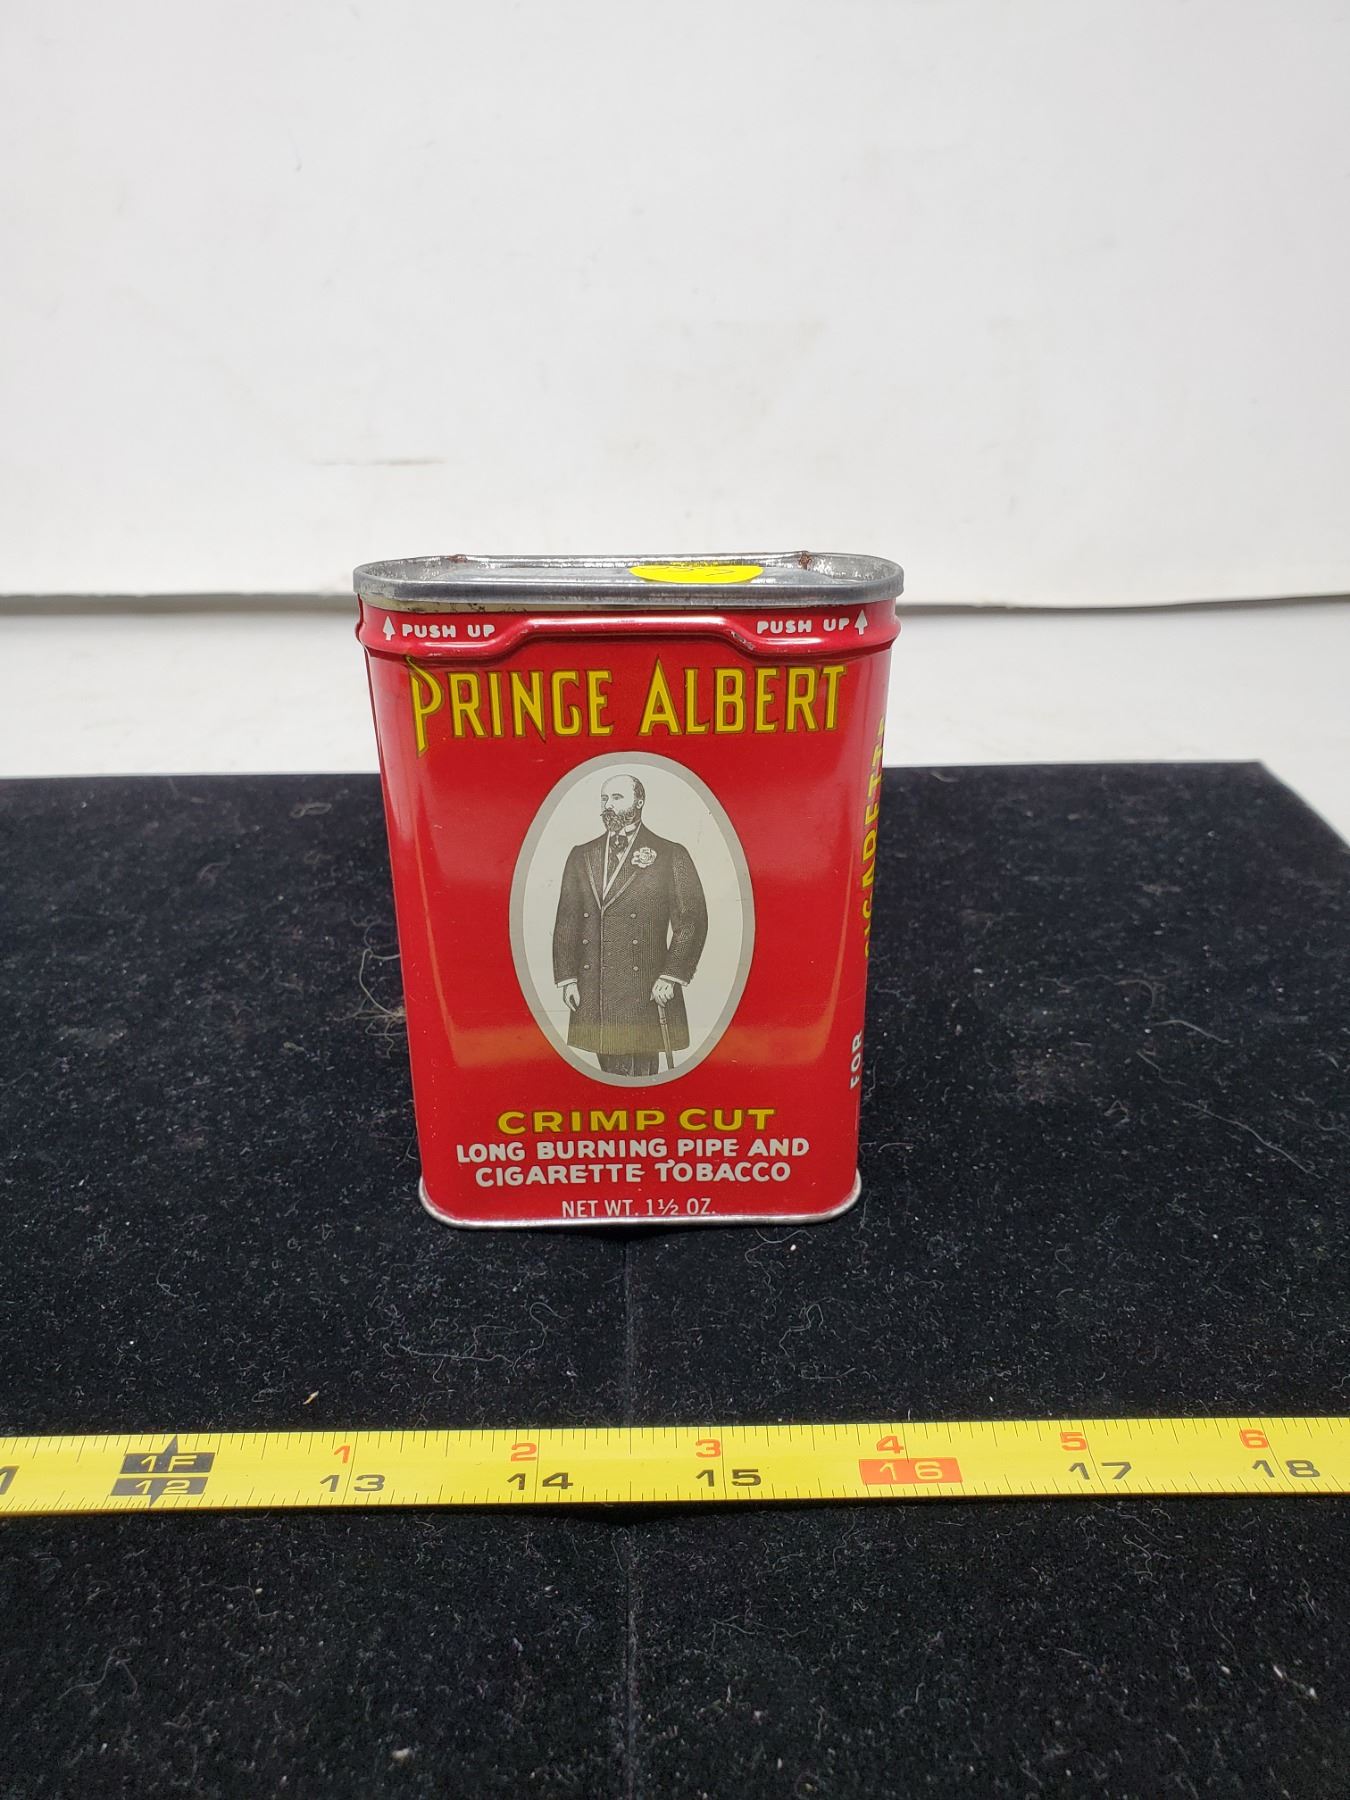 PUSH UP PUSH UP
PRINCE ALBERT
CRIMP CUT
LONG BURNING PIPE AND
CIGARETTE TOBACCO
NET WT. 1½ OZ.
FOR CIGARETTE
1F 1 2 3 4 5 6
12 13 14 15 16 17 18